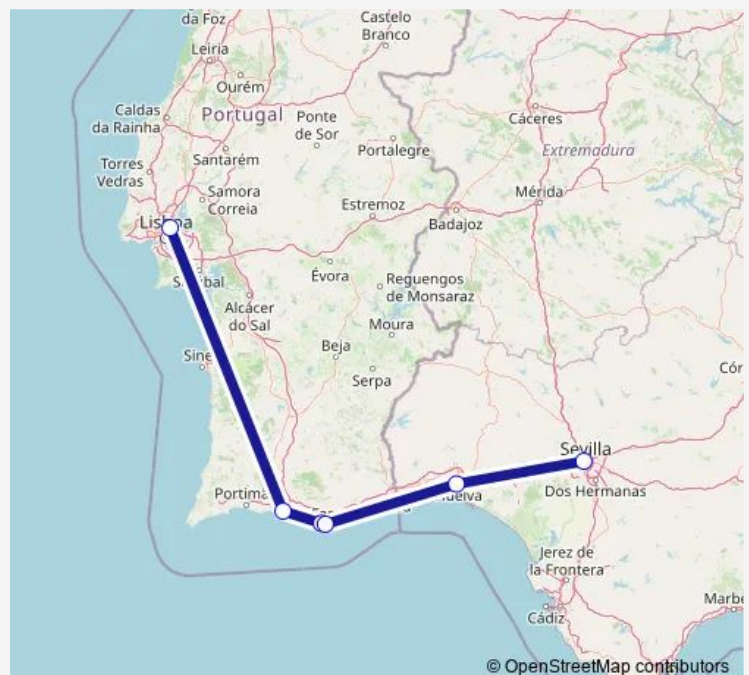 da Foz
Castelo
Branco
Leiria
Ourém
Caldas
da Rainha
Portugal
Ponte
de Sor
Cáceres
Santarém
Portalegre
Extremadura
Torres
Vedras
Samora
Correia
Mérida
Estremoz
Badajoz
Évora
Reguengos
de Monsaraz
Alcácer
do Sal
Moura
Beja
Serpa
Cór
Sevilla
Dos Hermanas
Jerez de
la Frontera
Cádiz
Marbe
© OpenStreetMap contributors